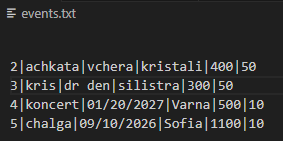 events.txt
2|achkata|vchera|kristali|400|50
3|kris|dr den|silistra|300|50
4|koncert|01/20/2027|Varna|500|10
5|chalga|09/10/2026|Sofia|1100|10